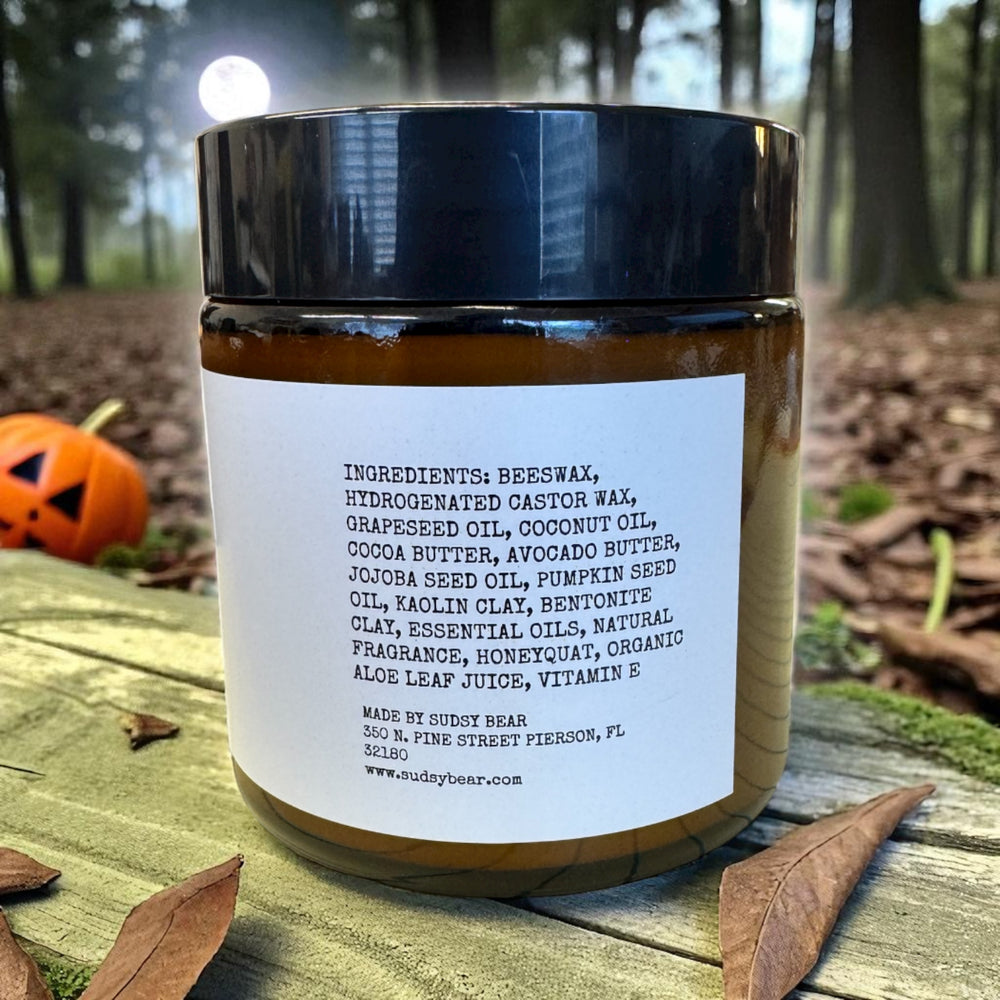 INGREDIENTS: BEESWAX,
HYDROGENATED CASTOR WAX,
GRAPESEED OIL, COCONUT OIL,
COCOA BUTTER, AVOCADO BUTTER,
JOJOBA SEED OIL, PUMPKIN SEED
OIL, KAOLIN CLAY, BENTONITE
CLAY, ESSENTIAL OILS, NATURAL
FRAGRANCE, HONEYQUAT, ORGANIC
ALOE LEAF JUICE, VITAMIN E
MADE BY SUDSY BEAR
350 N. PINE STREET PIERSON, FL
32180
www.sudsybear.com